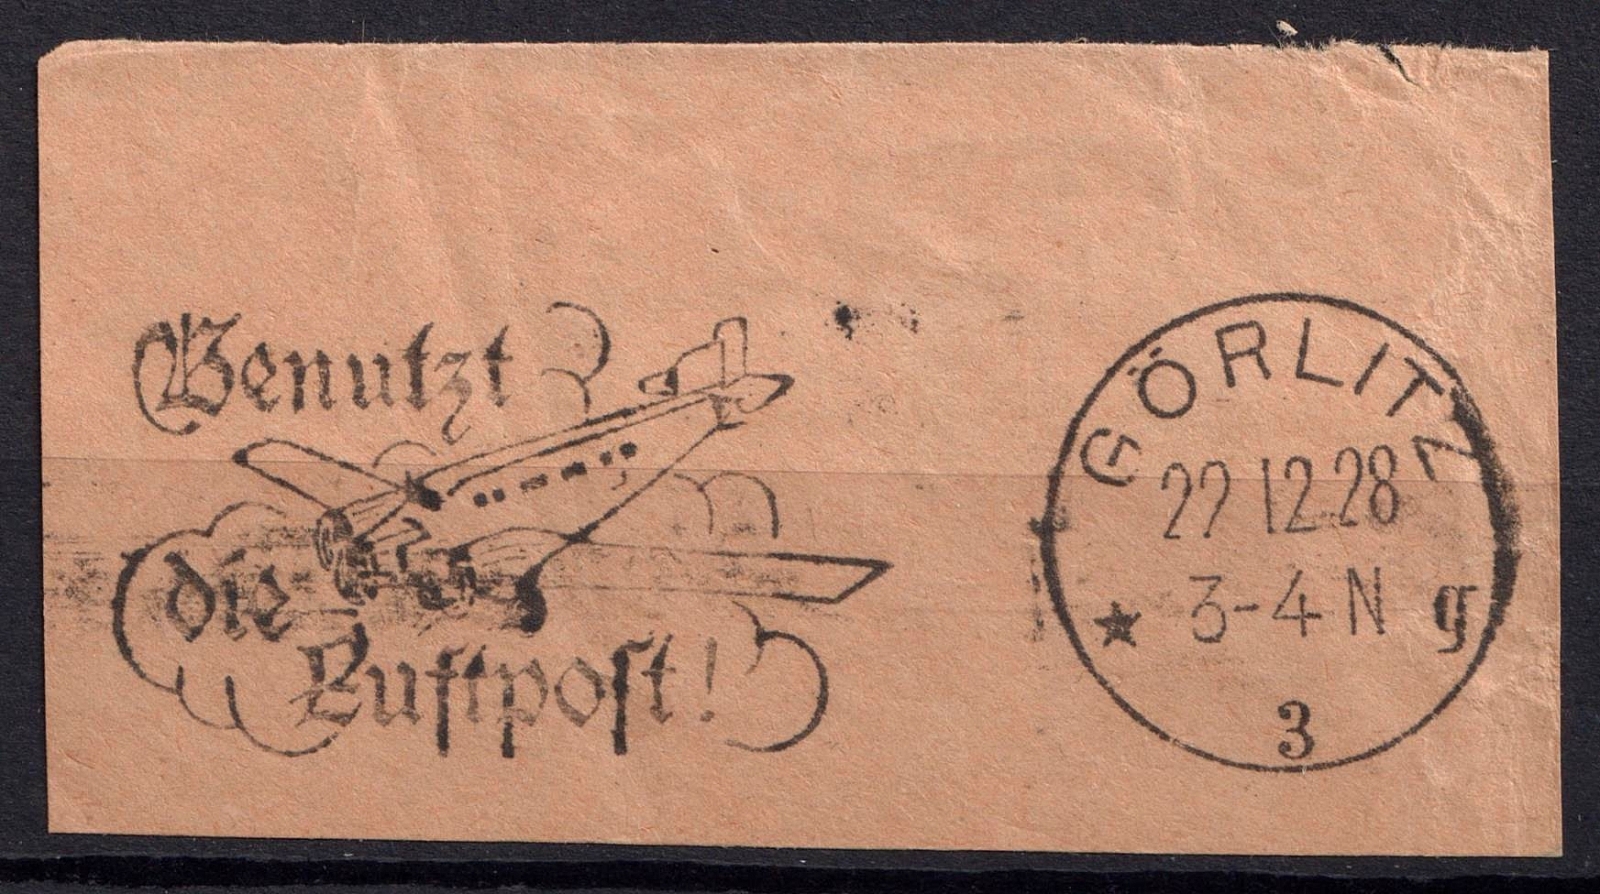 Benutzt
die
Luftpost!
GÖRLITZ
22 12.28
★ 3-4 N g
3